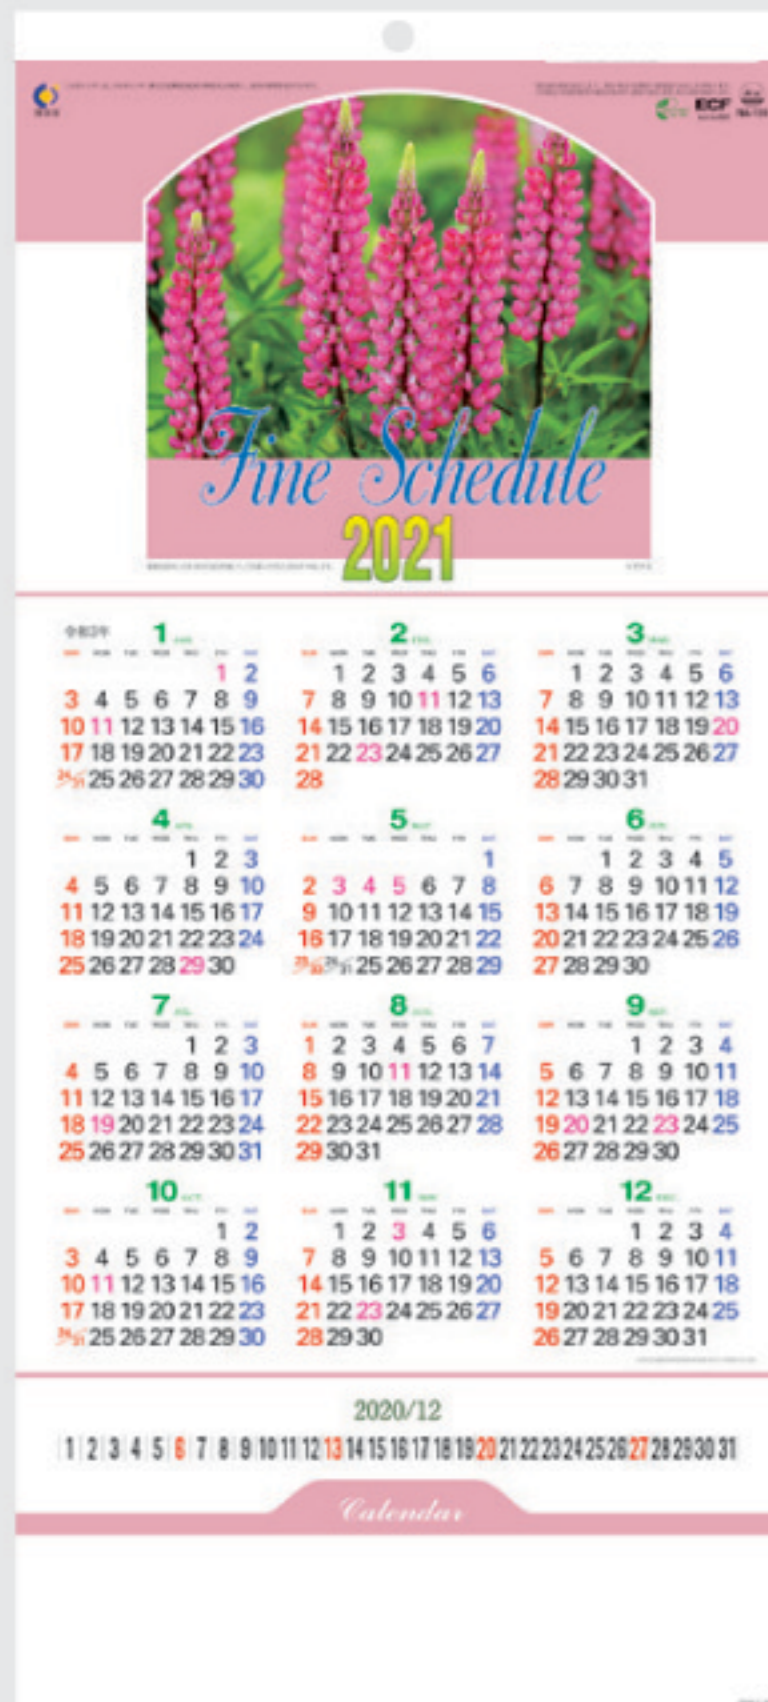 ECF
Fine Schedule
2021
令和3年 1 2 3
1 2 1 2 3 4 5 6 1 2 3 4 5 6
3 4 5 6 7 8 9 7 8 9 10 11 12 13 7 8 9 10 11 12 13
10 11 12 13 14 15 16 14 15 16 17 18 19 20 14 15 16 17 18 19 20
17 18 19 20 21 22 23 21 22 23 24 25 26 27 21 22 23 24 25 26 27
24/31 25 26 27 28 29 30 28 28 29 30 31
4 5 6
1 2 3 1 1 2 3 4 5
4 5 6 7 8 9 10 2 3 4 5 6 7 8 6 7 8 9 10 11 12
11 12 13 14 15 16 17 9 10 11 12 13 14 15 13 14 15 16 17 18 19
18 19 20 21 22 23 24 16 17 18 19 20 21 22 20 21 22 23 24 25 26
25 26 27 28 29 30 23/30 24/31 25 26 27 28 29 27 28 29 30
7 8 9
1 2 3 1 2 3 4 5 6 7 1 2 3 4
4 5 6 7 8 9 10 8 9 10 11 12 13 14 5 6 7 8 9 10 11
11 12 13 14 15 16 17 15 16 17 18 19 20 21 12 13 14 15 16 17 18
18 19 20 21 22 23 24 22 23 24 25 26 27 28 19 20 21 22 23 24 25
25 26 27 28 29 30 31 29 30 31 26 27 28 29 30
10 11 12
1 2 1 2 3 4 5 6 1 2 3 4
3 4 5 6 7 8 9 7 8 9 10 11 12 13 5 6 7 8 9 10 11
10 11 12 13 14 15 16 14 15 16 17 18 19 20 12 13 14 15 16 17 18
17 18 19 20 21 22 23 21 22 23 24 25 26 27 19 20 21 22 23 24 25
24/31 25 26 27 28 29 30 28 29 30 26 27 28 29 30 31
2020/12
1 2 3 4 5 6 7 8 9 10 11 12 13 14 15 16 17 18 19 20 21 22 23 24 25 26 27 28 29 30 31
Calendar